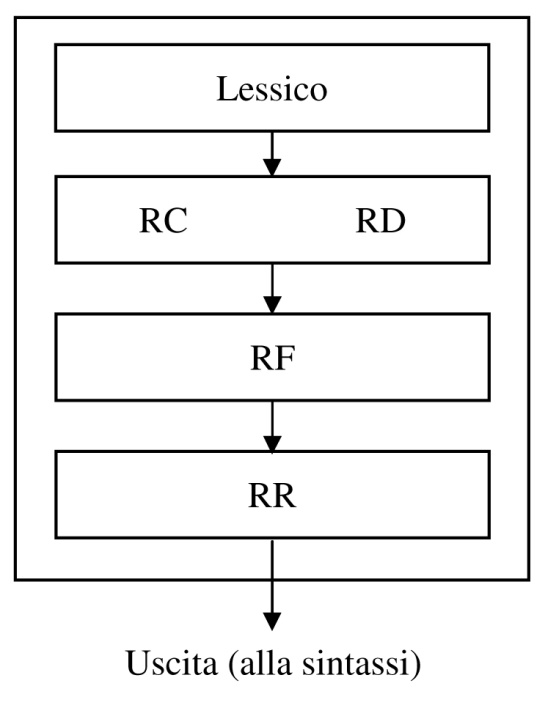 Lessico
RC RD
RF
RR
Uscita (alla sintassi)